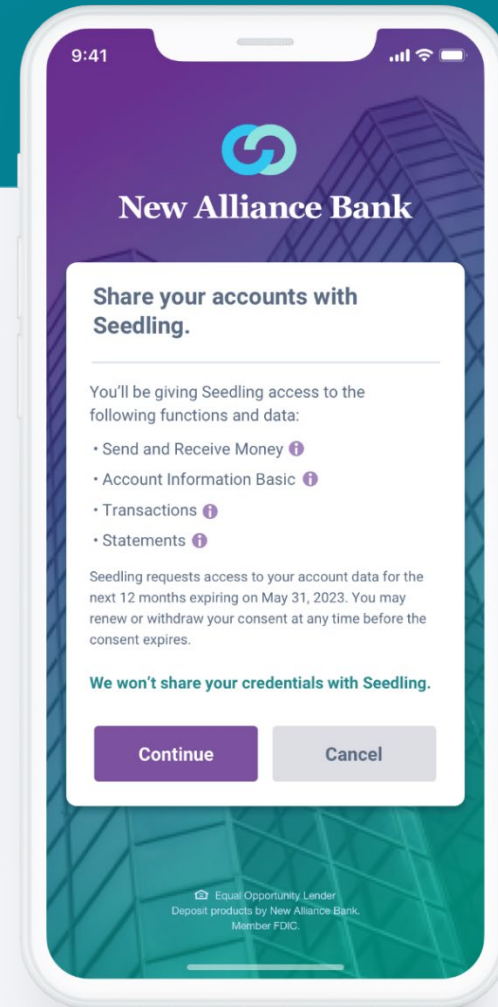 9:41
New Alliance Bank
Share your accounts with
Seedling.
You’ll be giving Seedling access to the
following functions and data:
• Send and Receive Money
• Account Information Basic
• Transactions
• Statements
Seedling requests access to your account data for the
next 12 months expiring on May 31, 2023. You may
renew or withdraw your consent at any time before the
consent expires.
We won’t share your credentials with Seedling.
Continue
Cancel
Equal Opportunity Lender
Deposit products by New Alliance Bank.
Member FDIC.